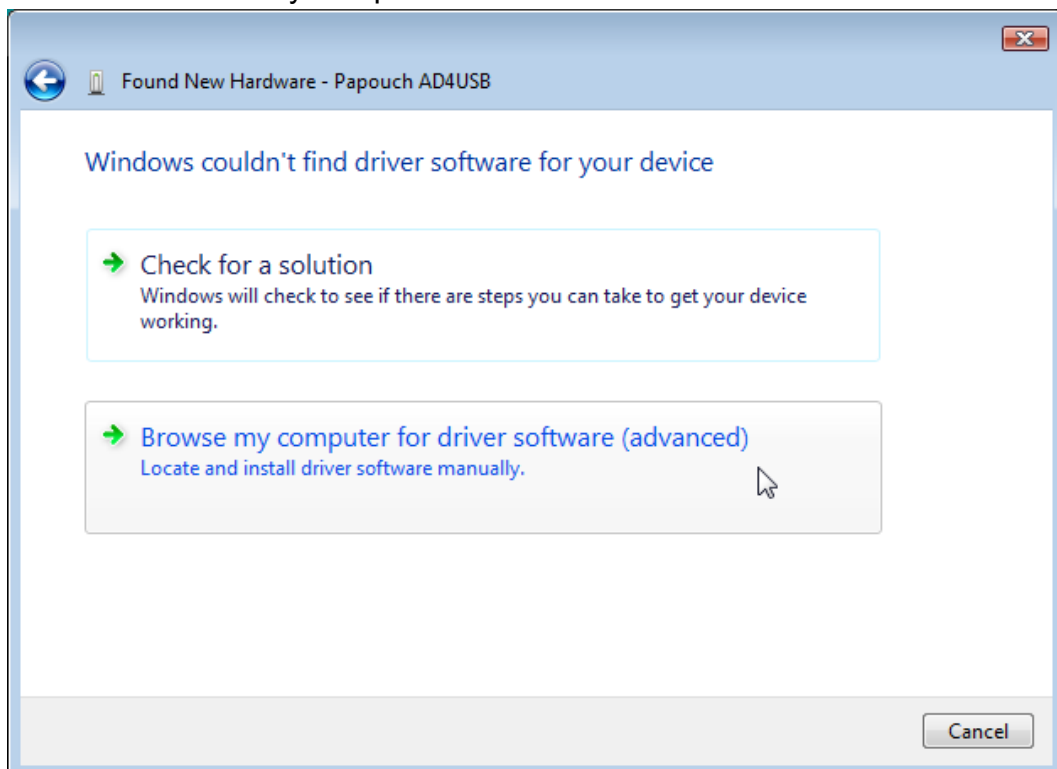 Found New Hardware - Papouch AD4USB
Windows couldn't find driver software for your device
Check for a solution
Windows will check to see if there are steps you can take to get your device
working.
Browse my computer for driver software (advanced)
Locate and install driver software manually.
Cancel